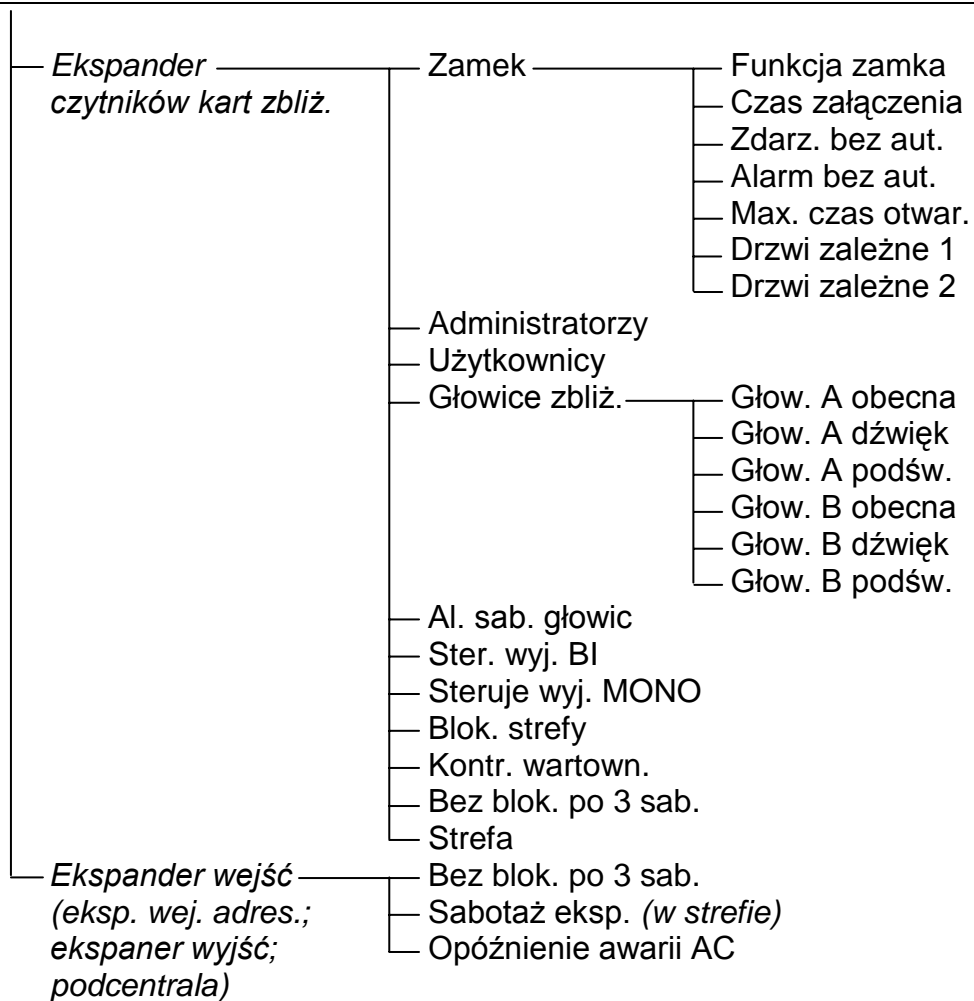 Ekspander Zamek Funkcja zamka
czytników kart zbliż. Czas załączenia
Zdarz. bez aut.
Alarm bez aut.
Max. czas otwar.
Drzwi zależne 1
Drzwi zależne 2
Administratorzy
Użytkownicy
Głowice zbliż. Głow. A obecna
Głow. A dźwięk
Głow. A podśw.
Głow. B obecna
Głow. B dźwięk
Głow. B podśw.
Al. sab. głowic
Ster. wyj. BI
Steruje wyj. MONO
Blok. strefy
Kontr. wartown.
Bez blok. po 3 sab.
Strefa
Ekspander wejść Bez blok. po 3 sab.
(eksp. wej. adres.; Sabotaż eksp. (w strefie)
ekspaner wyjść; Opóźnienie awarii AC
podcentrala)